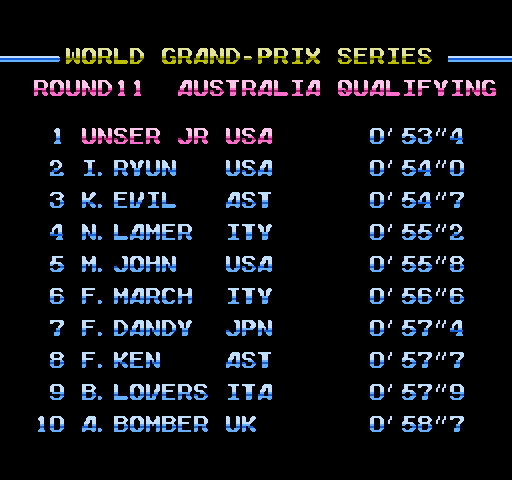 WORLD GRAND-PRIX SERIES
ROUND11 AUSTRALIA QUALIFYING
1 UNSER JR USA 0'53"4
2 I. RYUN USA 0'54"0
3 K. EVIL AST 0'54"7
4 N. LAMER ITY 0'55"2
5 M. JOHN USA 0'55"8
6 F. MARCH ITY 0'56"6
7 F. DANDY JPN 0'57"4
8 F. KEN AST 0'57"7
9 B. LOVERS ITA 0'57"9
10 A. BOMBER UK 0'58"7